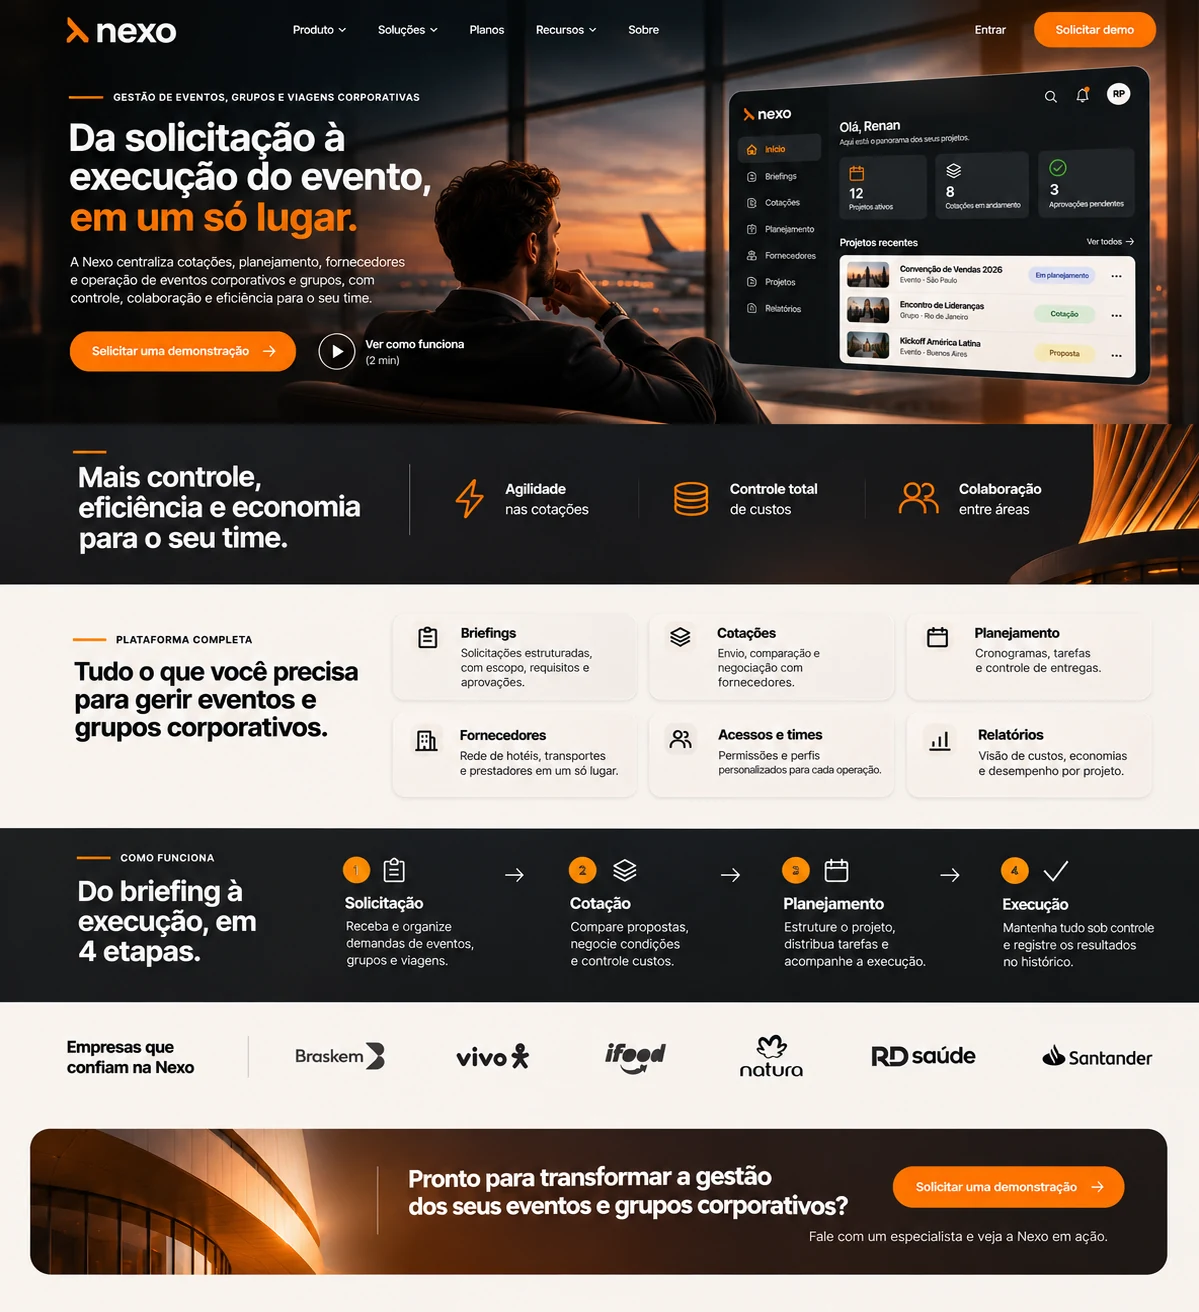 nexo
Produto
Soluções
Planos
Recursos
Sobre
Entrar
Solicitar demo
GESTÃO DE EVENTOS, GRUPOS E VIAGENS CORPORATIVAS
Da solicitação à
execução do evento,
em um só lugar.
A Nexo centraliza cotações, planejamento, fornecedores
e operação de eventos corporativos e grupos, com
controle, colaboração e eficiência para o seu time.
Solicitar uma demonstração
Ver como funciona
(2 min)
nexo
RP
Início
Briefings
Cotações
Planejamento
Fornecedores
Projetos
Relatórios
Olá, Renan
Aqui está o panorama dos seus projetos.
12
Projetos ativos
8
Cotações em andamento
3
Aprovações pendentes
Projetos recentes
Ver todos
Convenção de Vendas 2026
Evento · São Paulo
Em planejamento
Encontro de Lideranças
Grupo · Rio de Janeiro
Cotação
Kickoff América Latina
Evento · Buenos Aires
Proposta
Mais controle,
eficiência e economia
para o seu time.
Agilidade
nas cotações
Controle total
de custos
Colaboração
entre áreas
PLATAFORMA COMPLETA
Tudo o que você precisa
para gerir eventos e
grupos corporativos.
Briefings
Solicitações estruturadas,
com escopo, requisitos e
aprovações.
Cotações
Envio, comparação e
negociação com
fornecedores.
Planejamento
Cronogramas, tarefas
e controle de entregas.
Fornecedores
Rede de hotéis, transportes
e prestadores em um só lugar.
Acessos e times
Permissões e perfis
personalizados para cada operação.
Relatórios
Visão de custos, economias
e desempenho por projeto.
COMO FUNCIONA
Do briefing à
execução, em
4 etapas.
1
Solicitação
Receba e organize
demandas de eventos,
grupos e viagens.
2
Cotação
Compare propostas,
negocie condições
e controle custos.
3
Planejamento
Estruture o projeto,
distribua tarefas e
acompanhe a execução.
4
Execução
Mantenha tudo sob controle
e registre os resultados
no histórico.
Empresas que
confiam na Nexo
Braskem
vivo
ifood
natura
RD saúde
Santander
Pronto para transformar a gestão
dos seus eventos e grupos corporativos?
Solicitar uma demonstração
Fale com um especialista e veja a Nexo em ação.